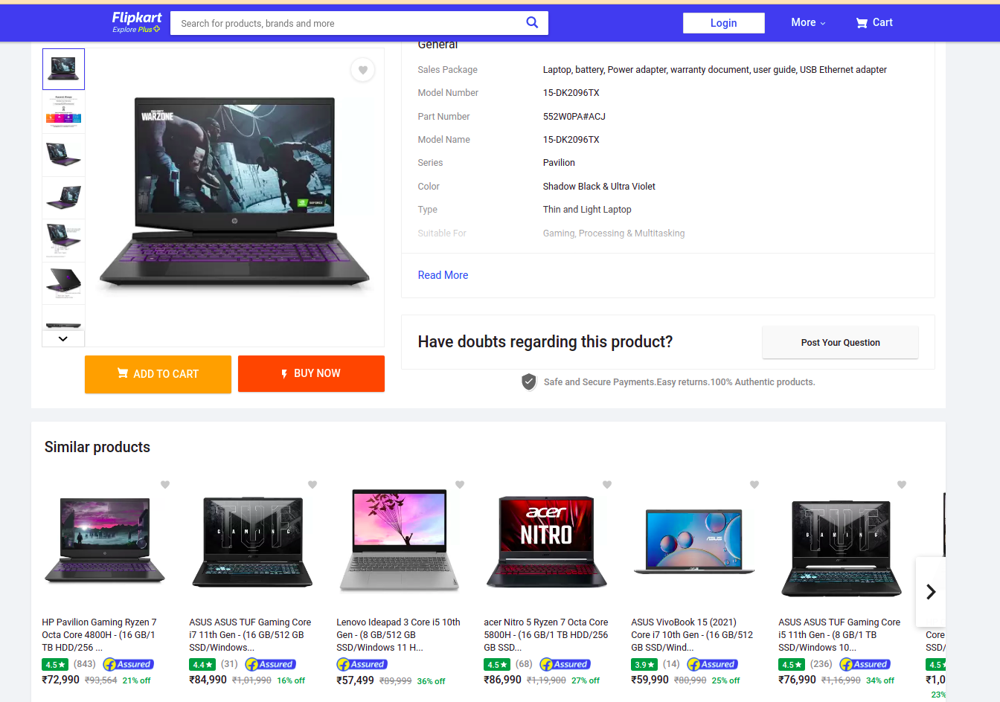 Flipkart
Explore Plus
Search for products, brands and more
Login
More
Cart
CALL OF DUTY
WARZONE
GEFORCE
ADD TO CART
BUY NOW
General
Sales Package Laptop, battery, Power adapter, warranty document, user guide, USB Ethernet adapter
Model Number 15-DK2096TX
Part Number 552W0PA#ACJ
Model Name 15-DK2096TX
Series Pavilion
Color Shadow Black & Ultra Violet
Type Thin and Light Laptop
Suitable For Gaming, Processing & Multitasking
Read More
Have doubts regarding this product?
Post Your Question
Safe and Secure Payments.Easy returns.100% Authentic products.
Similar products
HP Pavilion Gaming Ryzen 7
Octa Core 4800H - (16 GB/1
TB HDD/256 ...
4.5★ (843) Assured
₹72,990 ₹93,564 21% off
TUF
GAMING
ASUS ASUS TUF Gaming Core
i7 11th Gen - (16 GB/512 GB
SSD/Windows...
4.4★ (31) Assured
₹84,990 ₹1,01,990 16% off
Lenovo Ideapad 3 Core i5 10th
Gen - (8 GB/512 GB
SSD/Windows 11 H...
Assured
₹57,499 ₹89,999 36% off
acer
NITRO
acer Nitro 5 Ryzen 7 Octa Core
5800H - (16 GB/1 TB HDD/256
GB SSD...
4.5★ (68) Assured
₹86,990 ₹1,19,900 27% off
ASUS
ASUS VivoBook 15 (2021)
Core i7 10th Gen - (16 GB/512
GB SSD/Wind...
3.9★ (14) Assured
₹59,990 ₹80,990 25% off
TUF
GAMING
ASUS ASUS TUF Gaming Core
i5 11th Gen - (8 GB/1 TB
SSD/Windows 10...
4.5★ (236) Assured
₹76,990 ₹1,16,990 34% off
Core
SSD/
4.5
₹1,0
23%